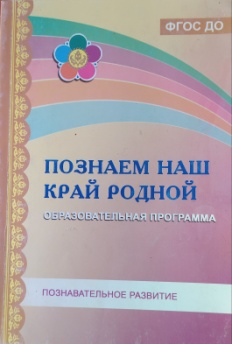 ФГОС ДО
ПОЗНАЕМ НАШ
КРАЙ РОДНОЙ
ОБРАЗОВАТЕЛЬНАЯ ПРОГРАММА
ПОЗНАВАТЕЛЬНОЕ РАЗВИТИЕ